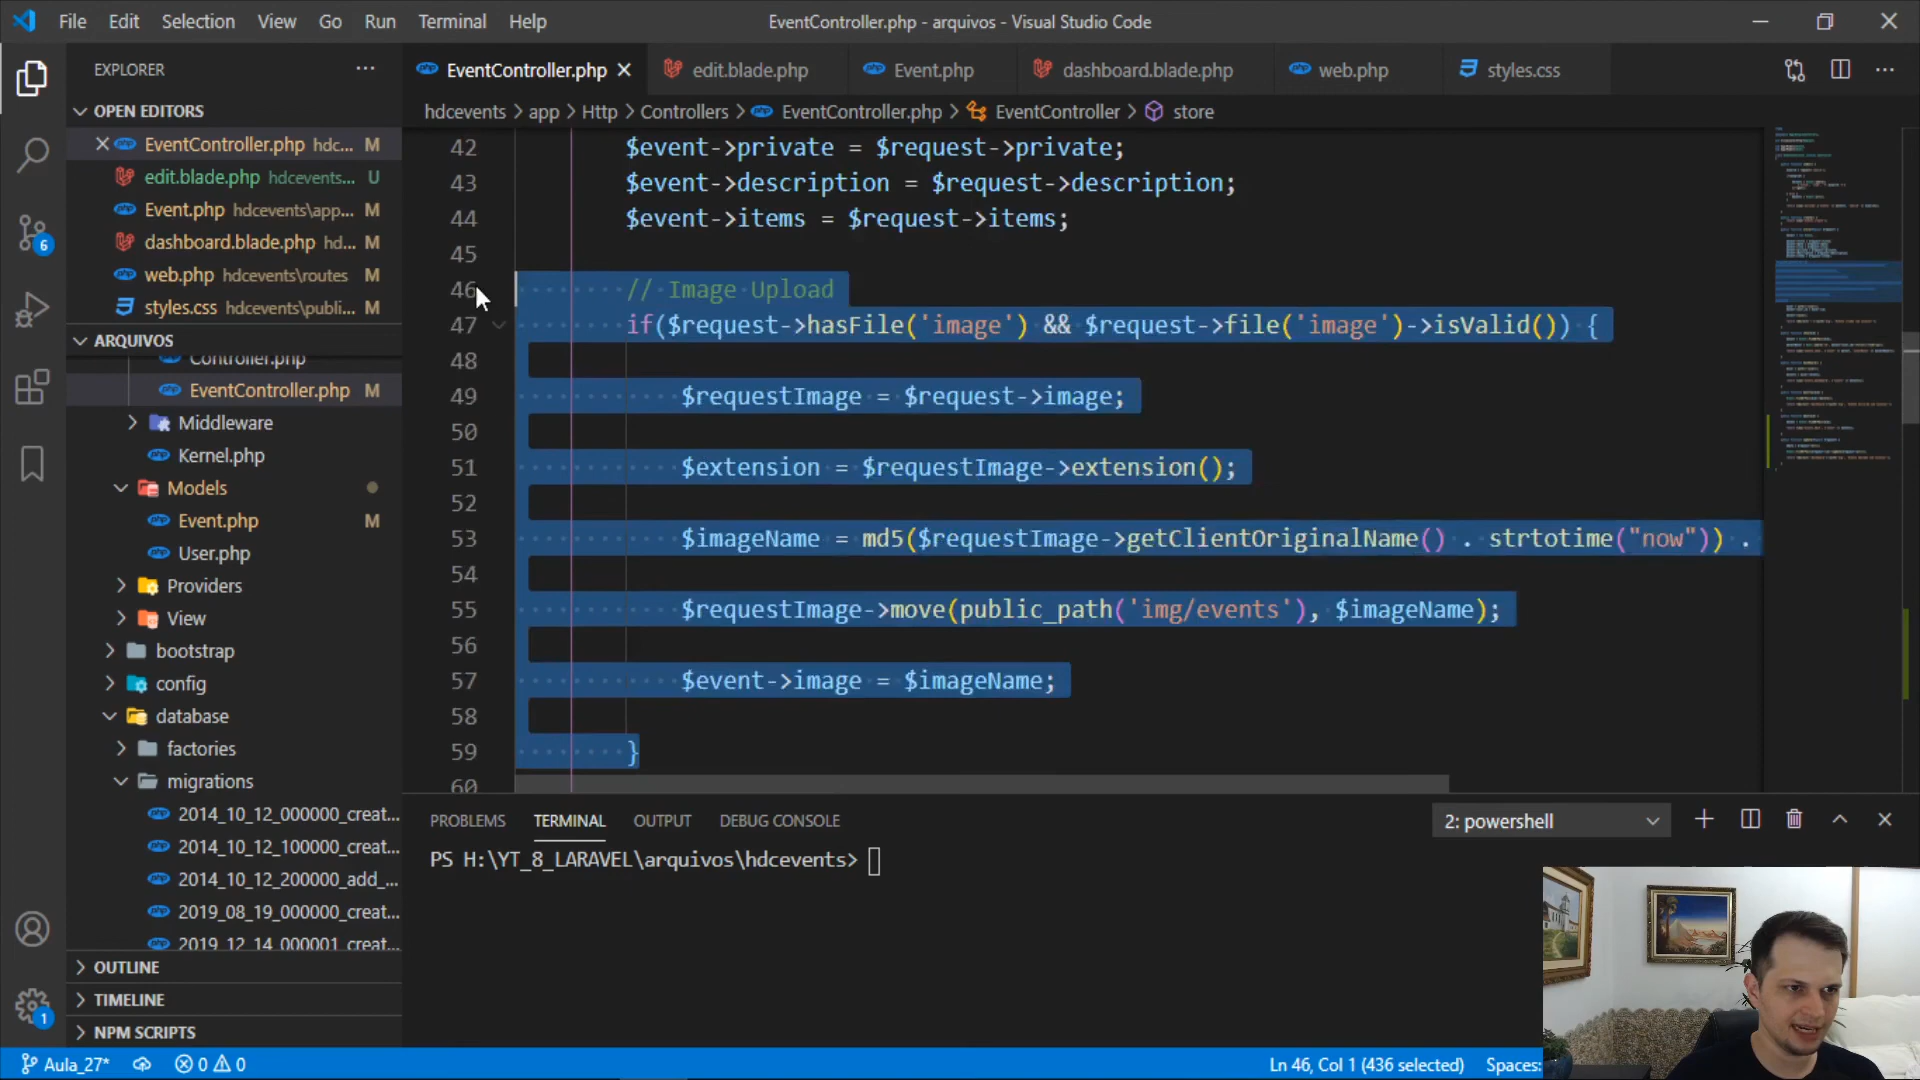 File Edit Selection View Go Run Terminal Help
EventController.php - arquivos - Visual Studio Code
EXPLORER
EventController.php
edit.blade.php
Event.php
dashboard.blade.php
web.php
styles.css
OPEN EDITORS
hdcevents > app > Http > Controllers > EventController.php > EventController > store
EventController.php hdc... M
edit.blade.php hdcevents... U
Event.php hdcevents\app... M
dashboard.blade.php hd... M
web.php hdcevents\routes M
styles.css hdcevents\publi... M
6
ARQUIVOS
Controller.php
EventController.php M
Middleware
Kernel.php
Models
Event.php M
User.php
Providers
View
bootstrap
config
database
factories
migrations
2014_10_12_000000_creat...
2014_10_12_100000_creat...
2014_10_12_200000_add_...
2019_08_19_000000_creat...
2019_12_14_000001_creat...
OUTLINE
TIMELINE
NPM SCRIPTS
1
42 $event->private = $request->private;
43 $event->description = $request->description;
44 $event->items = $request->items;
45
46 // Image Upload
47 if($request->hasFile('image') && $request->file('image')->isValid()) {
48
49 $requestImage = $request->image;
50
51 $extension = $requestImage->extension();
52
53 $imageName = md5($requestImage->getClientOriginalName() . strtotime("now")) .
54
55 $requestImage->move(public_path('img/events'), $imageName);
56
57 $event->image = $imageName;
58
59 }
60
PROBLEMS TERMINAL OUTPUT DEBUG CONSOLE
2: powershell
PS H:\YT_8_LARAVEL\arquivos\hdcevents>
Aula_27* 0 0
Ln 46, Col 1 (436 selected) Spaces: